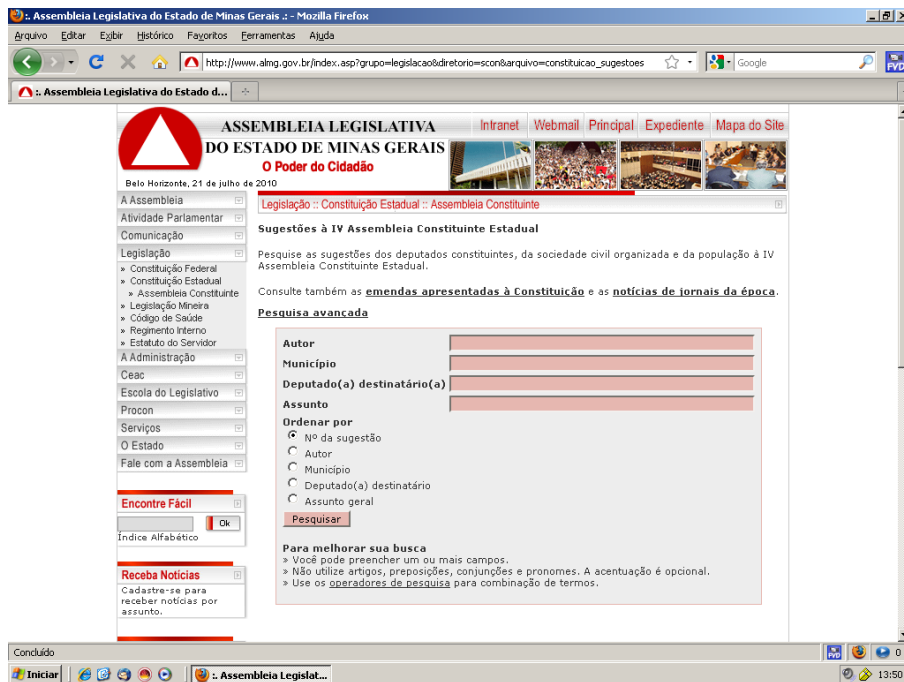 :. Assembleia Legislativa do Estado de Minas Gerais .: - Mozilla Firefox
Arquivo Editar Exibir Histórico Favoritos Ferramentas Ajuda
http://www.almg.gov.br/index.asp?grupo=legislacao&diretorio=scon&arquivo=constituicao_sugestoes
Google
FVD
:. Assembleia Legislativa do Estado d...
ASSEMBLEIA LEGISLATIVA
DO ESTADO DE MINAS GERAIS
O Poder do Cidadão
Intranet Webmail Principal Expediente Mapa do Site
Belo Horizonte, 21 de julho de 2010
A Assembleia
Atividade Parlamentar
Comunicação
Legislação
» Constituição Federal
» Constituição Estadual
» Assembleia Constituinte
» Legislação Mineira
» Código de Saúde
» Regimento Interno
» Estatuto do Servidor
A Administração
Ceac
Escola do Legislativo
Procon
Serviços
O Estado
Fale com a Assembleia
Encontre Fácil
Ok
Índice Alfabético
Receba Notícias
Cadastre-se para
receber notícias por
assunto.
Legislação :: Constituição Estadual :: Assembleia Constituinte
Sugestões à IV Assembleia Constituinte Estadual
Pesquise as sugestões dos deputados constituintes, da sociedade civil organizada e da população à IV
Assembleia Constituinte Estadual.
Consulte também as emendas apresentadas à Constituição e as notícias de jornais da época.
Pesquisa avançada
Autor
Município
Deputado(a) destinatário(a)
Assunto
Ordenar por
Nº da sugestão
Autor
Município
Deputado(a) destinatário
Assunto geral
Pesquisar
Para melhorar sua busca
» Você pode preencher um ou mais campos.
» Não utilize artigos, preposições, conjunções e pronomes. A acentuação é opcional.
» Use os operadores de pesquisa para combinação de termos.
Concluído
FVD
0
Iniciar
:. Assembleia Legislat...
13:50